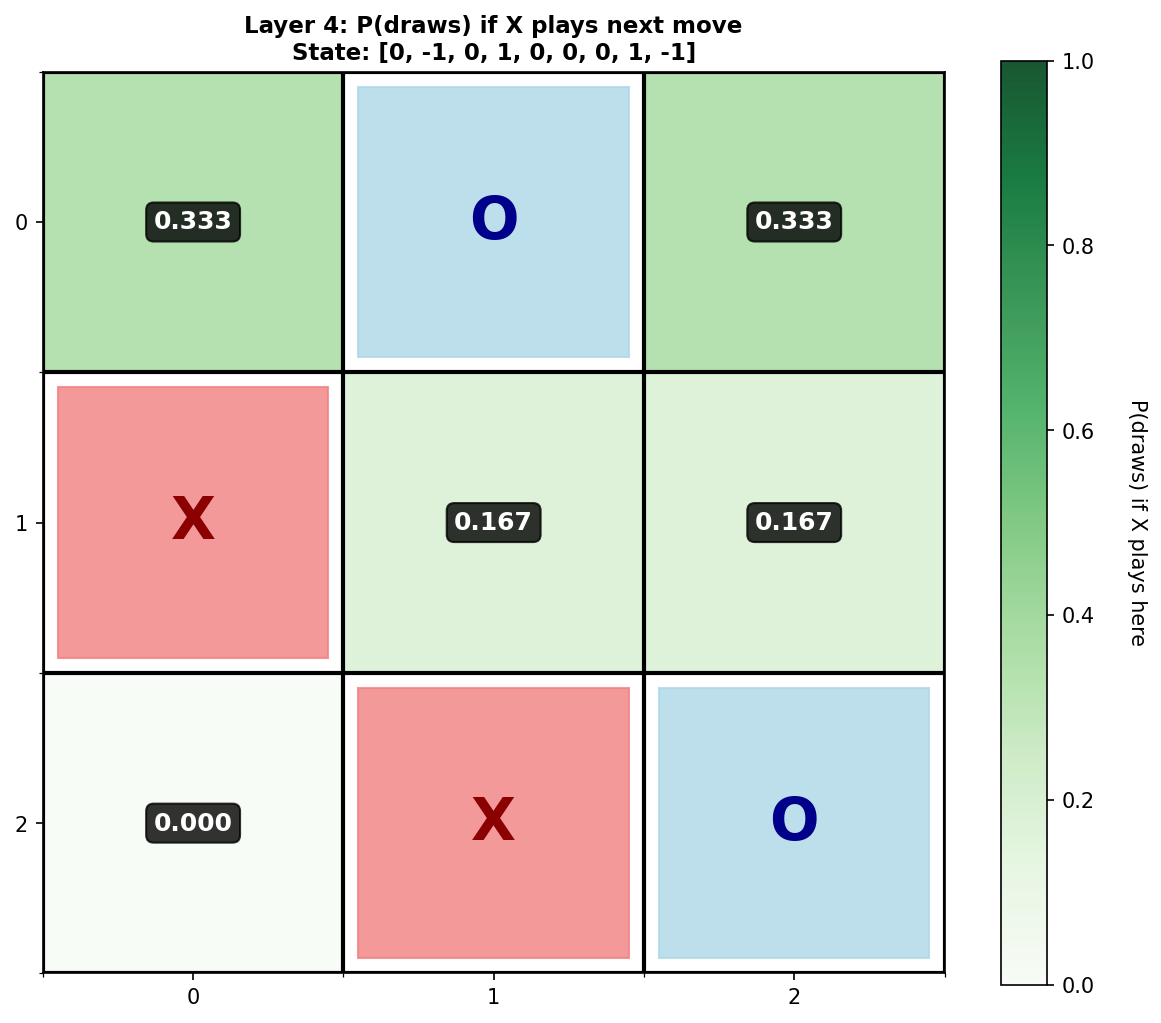 Layer 4: P(draws) if X plays next move
State: [0, -1, 0, 1, 0, 0, 0, 1, -1]
0.333 O 0.333
X 0.167 0.167
0.000 X O
0
1
2
0 1 2
1.0
0.8
0.6
0.4
0.2
0.0
P(draws) if X plays here